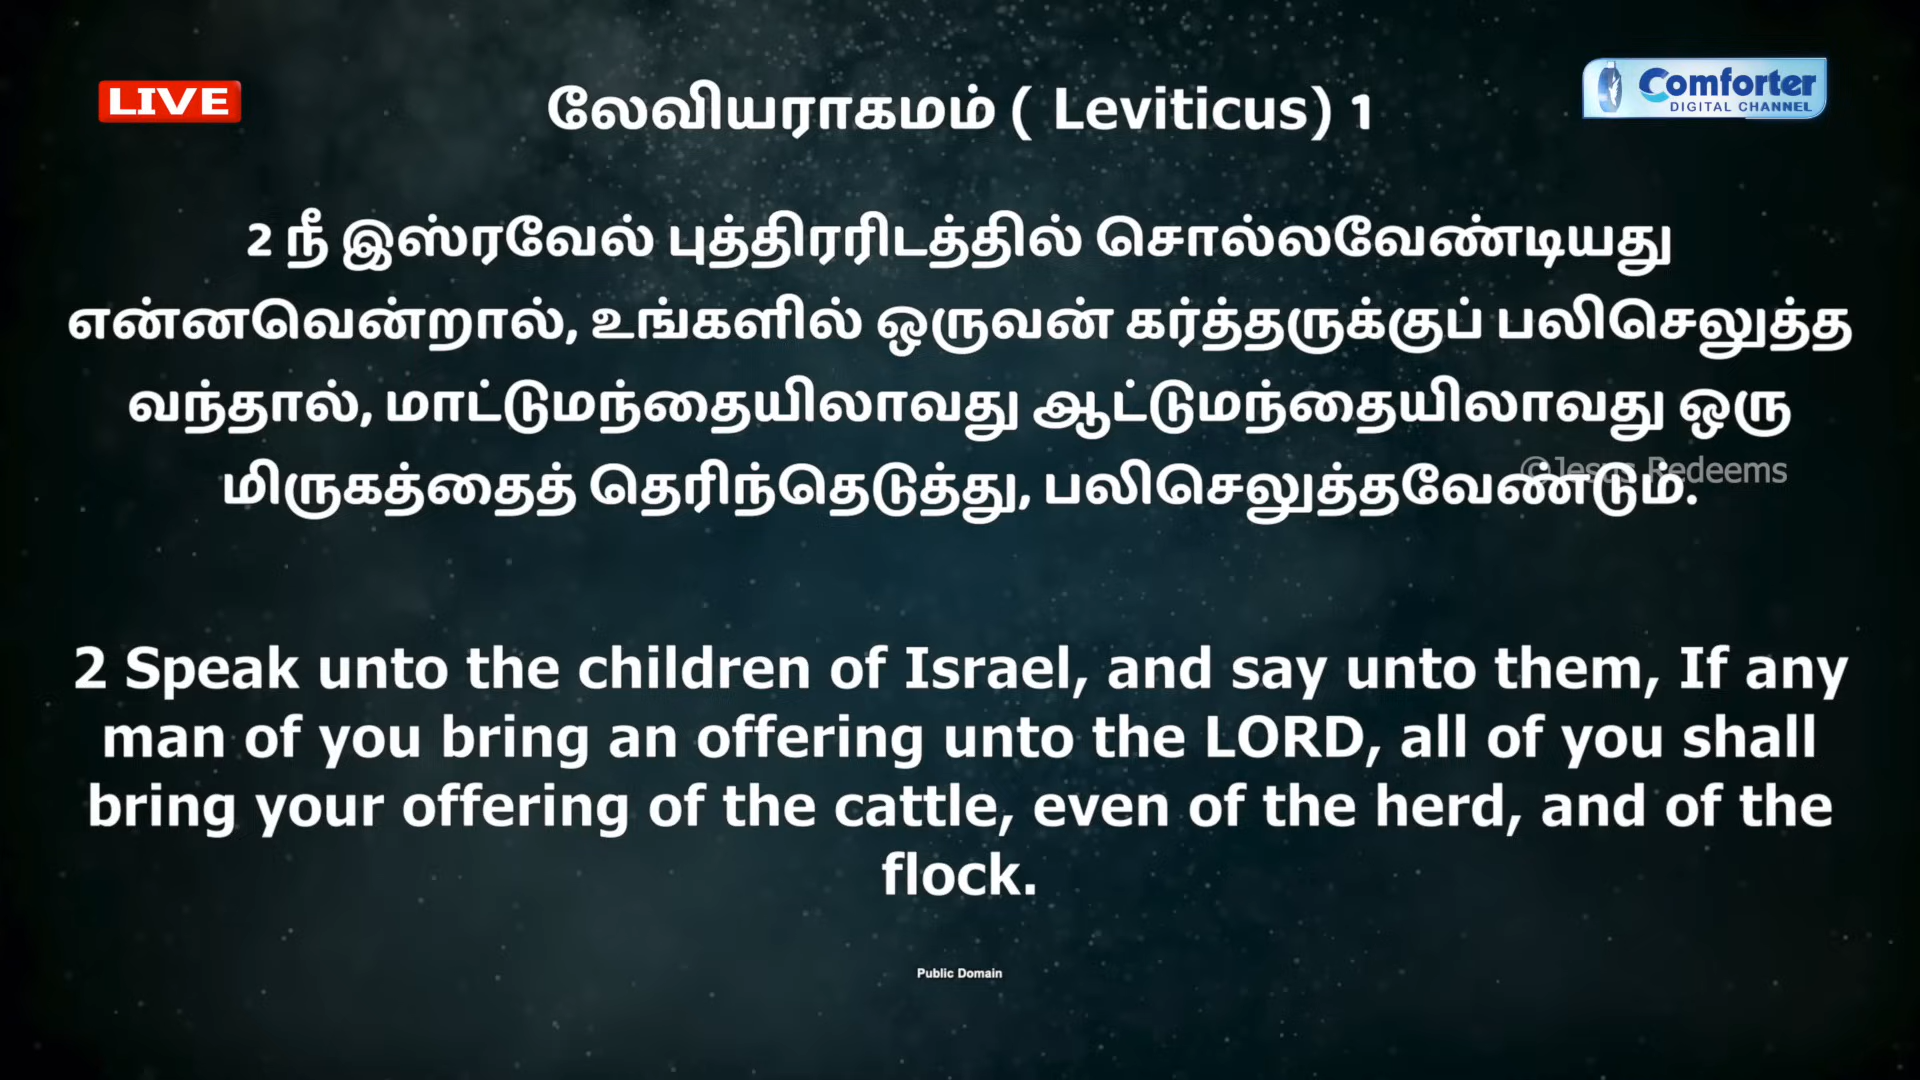 LIVE
லேவியராகமம் ( Leviticus) 1
Comforter
DIGITAL CHANNEL
2 நீ இஸ்ரவேல் புத்திரரிடத்தில் சொல்லவேண்டியது
என்னவென்றால், உங்களில் ஒருவன் கர்த்தருக்குப் பலிசெலுத்த
வந்தால், மாட்டுமந்தையிலாவது ஆட்டுமந்தையிலாவது ஒரு
மிருகத்தைத் தெரிந்தெடுத்து, பலிசெலுத்தவேண்டும்.
©Jesus Redeems
2 Speak unto the children of Israel, and say unto them, If any
man of you bring an offering unto the LORD, all of you shall
bring your offering of the cattle, even of the herd, and of the
flock.
Public Domain